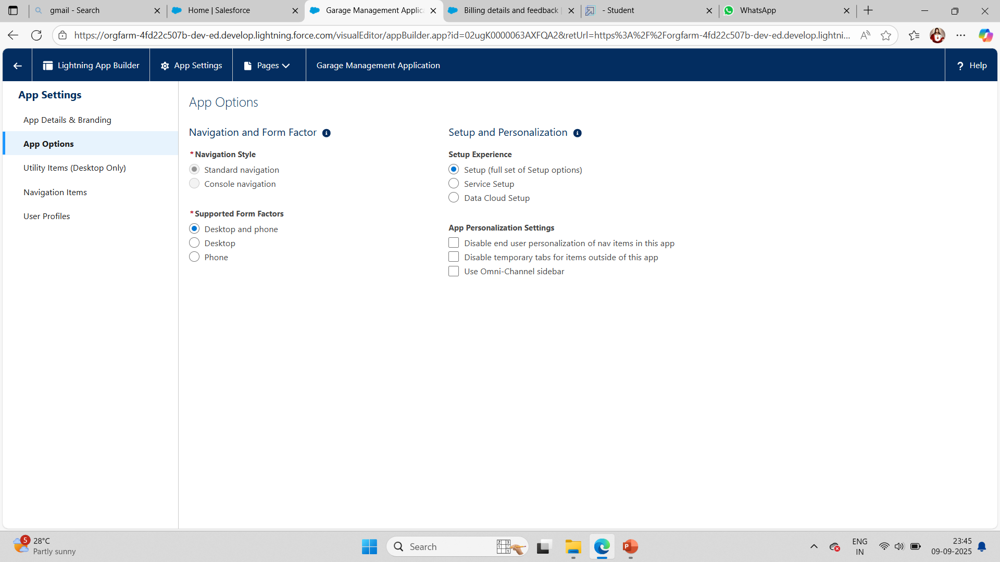 gmail - Search
Home | Salesforce
Garage Management Applic
Billing details and feedback |
- Student
WhatsApp
https://orgfarm-4fd22c507b-dev-ed.develop.lightning.force.com/visualEditor/appBuilder.app?id=02ugK0000063AXFQA2&retUrl=https%3A%2F%2Forgfarm-4fd22c507b-dev-ed.develop.lightni...
Lightning App Builder
App Settings
Pages
Garage Management Application
? Help
App Settings
App Details & Branding
App Options
Utility Items (Desktop Only)
Navigation Items
User Profiles
App Options
Navigation and Form Factor
*Navigation Style
Standard navigation
Console navigation
*Supported Form Factors
Desktop and phone
Desktop
Phone
Setup and Personalization
Setup Experience
Setup (full set of Setup options)
Service Setup
Data Cloud Setup
App Personalization Settings
Disable end user personalization of nav items in this app
Disable temporary tabs for items outside of this app
Use Omni-Channel sidebar
5
28°C
Partly sunny
Search
ENG
IN
23:45
09-09-2025